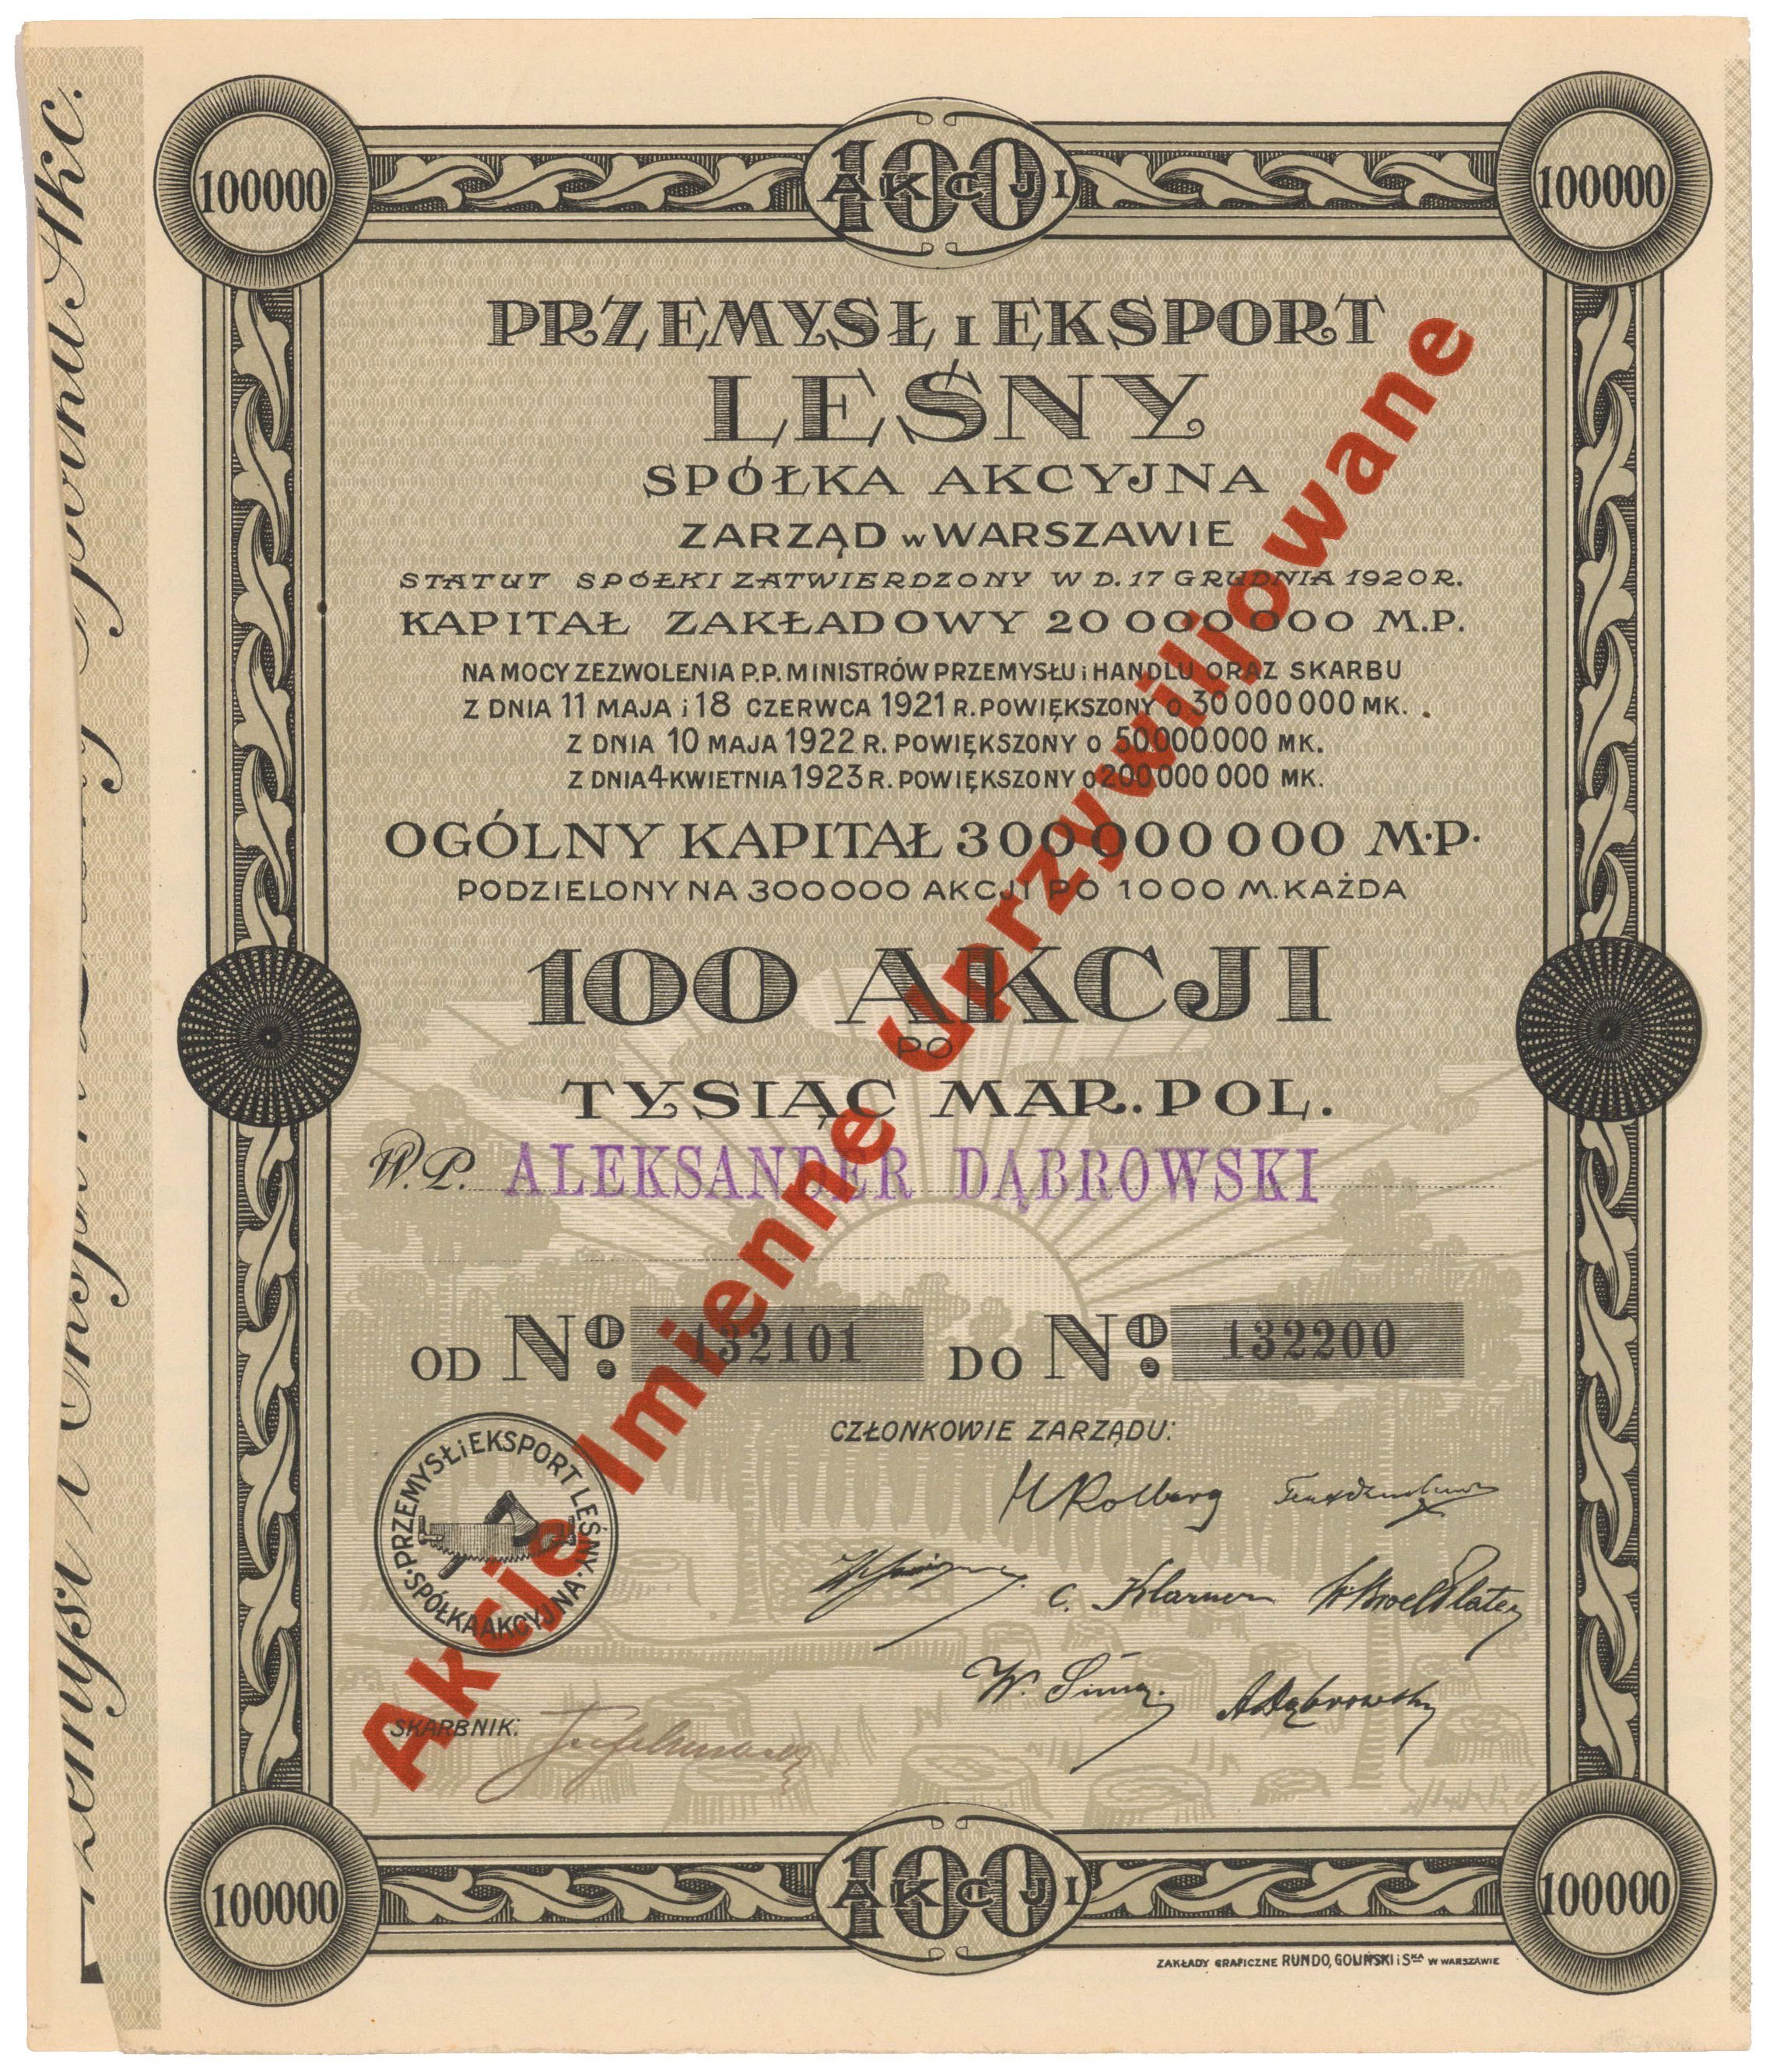 100000
100 AKCJI
100000
PRZEMYSŁ I EKSPORT
LEŚNY
SPÓŁKA AKCYJNA
ZARZĄD w WARSZAWIE
STATUT SPÓŁKI ZATWIERDZONY W D. 17 GRUDNIA 1920 R.
KAPITAŁ ZAKŁADOWY 20 000 000 M.P.
NA MOCY ZEZWOLENIA P.P. MINISTRÓW PRZEMYSŁU i HANDLU ORAZ SKARBU
Z DNIA 11 MAJA i 18 CZERWCA 1921 R. POWIĘKSZONY O 30 000 000 MK.
Z DNIA 10 MAJA 1922 R. POWIĘKSZONY O 50 000 000 MK.
Z DNIA 4 KWIETNIA 1923 R. POWIĘKSZONY O 200 000 000 MK.
OGÓLNY KAPITAŁ 300 000 000 M.P.
PODZIELONY NA 300000 AKCJI PO 1000 M. KAŻDA
100 AKCJI
PO
TYSIĄC MAR. POL.
W. P. ALEKSANDER DĄBROWSKI
Akcje Imienne Uprzywilijowane
OD No. 132101 DO No. 132200
CZŁONKOWIE ZARZĄDU:
PRZEMYSŁ i EKSPORT LEŚNY · SPÓŁKA AKCYJNA ·
C. Klarner
W. Broel Plater
ADąbrowski
SKARBNIK:
100000
100 AKCJI
100000
ZAKŁADY GRAFICZNE RUNDO, GOLIŃSKI i SKA W WARSZAWIE